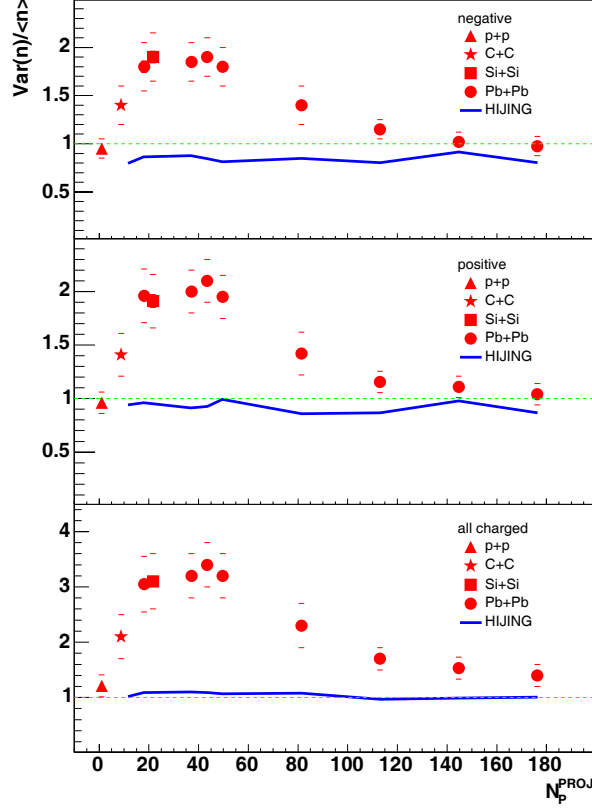 Var(n)/<n>
negative
p+p
C+C
Si+Si
Pb+Pb
HIJING
2
1.5
1
0.5
positive
p+p
C+C
Si+Si
Pb+Pb
HIJING
2
1.5
1
0.5
all charged
p+p
C+C
Si+Si
Pb+Pb
HIJING
4
3
2
1
0 20 40 60 80 100 120 140 160 180
N_P^PROJ